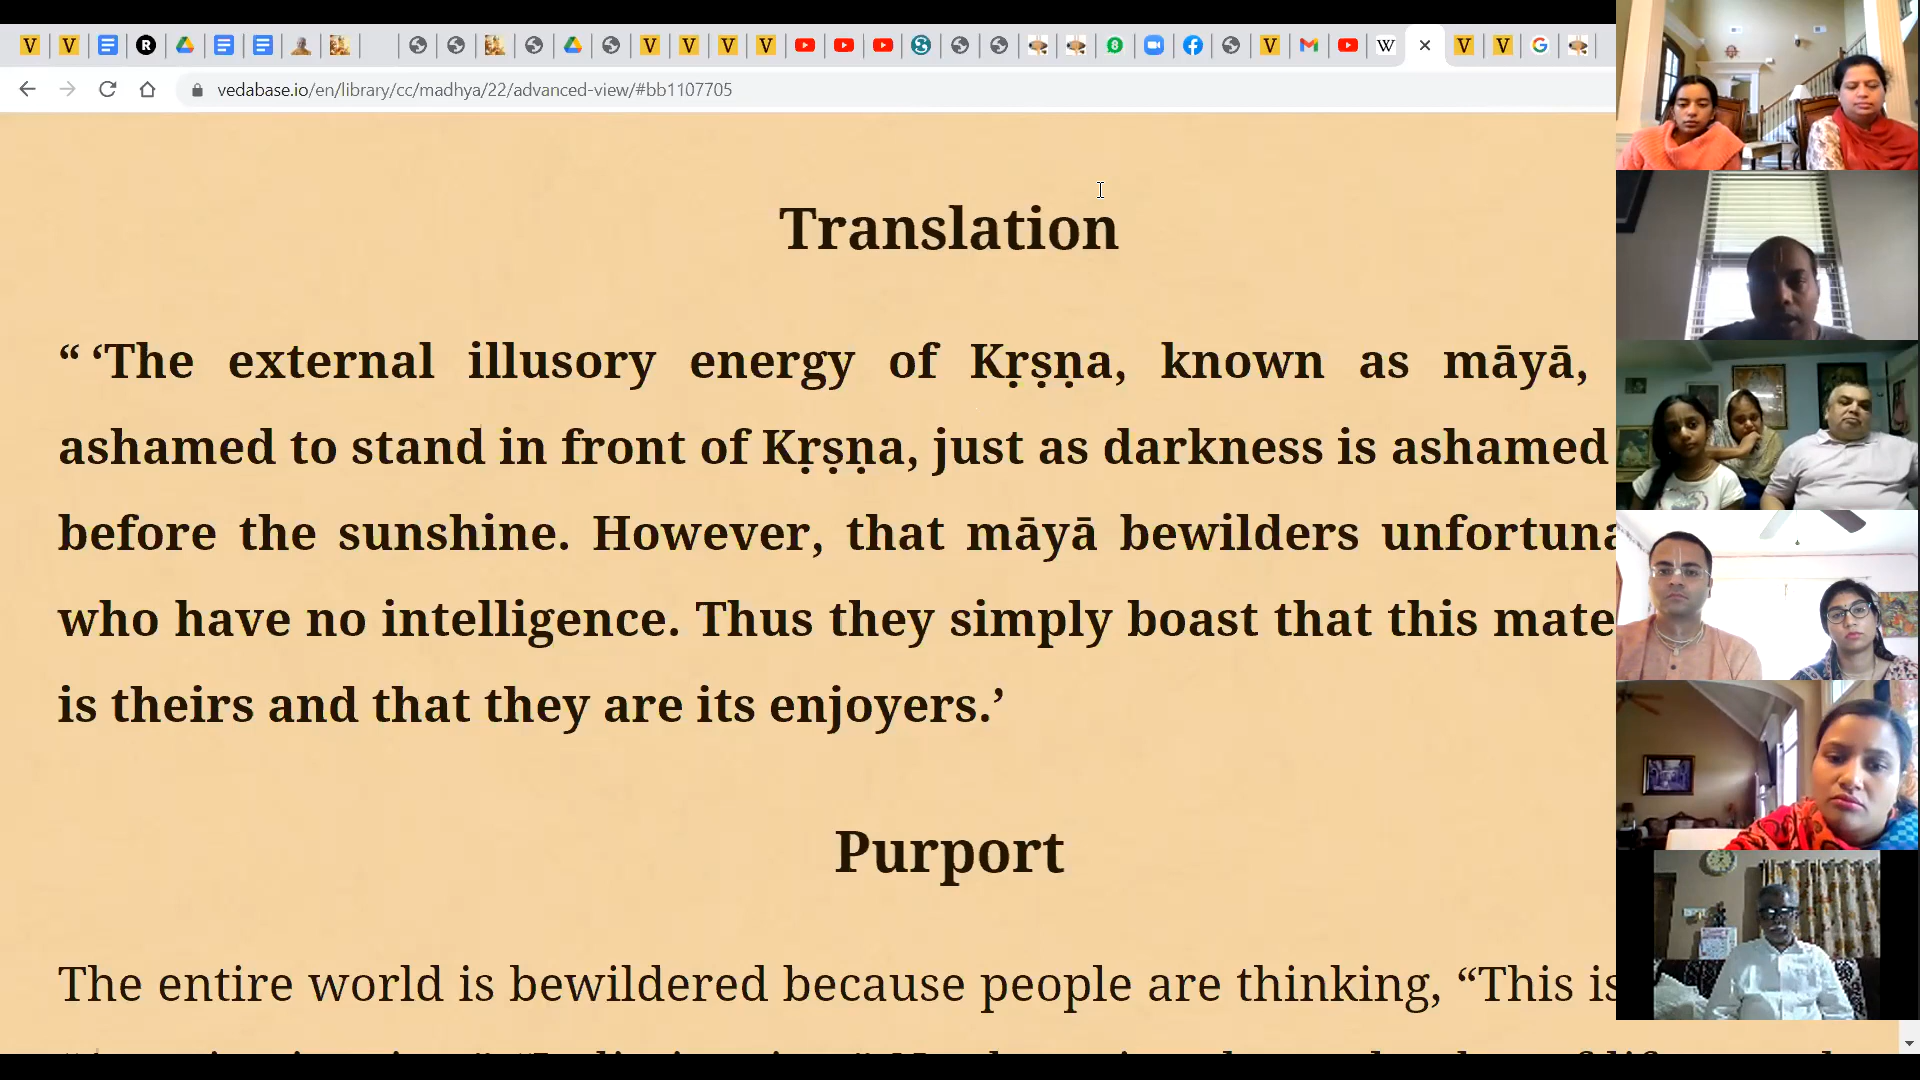 vedabase.io/en/library/cc/madhya/22/advanced-view/#bb1107705
Translation
“ ‘The external illusory energy of Kṛṣṇa, known as māyā,
ashamed to stand in front of Kṛṣṇa, just as darkness is ashamed
before the sunshine. However, that māyā bewilders unfortuna
who have no intelligence. Thus they simply boast that this mate
is theirs and that they are its enjoyers.’
Purport
The entire world is bewildered because people are thinking, “This is